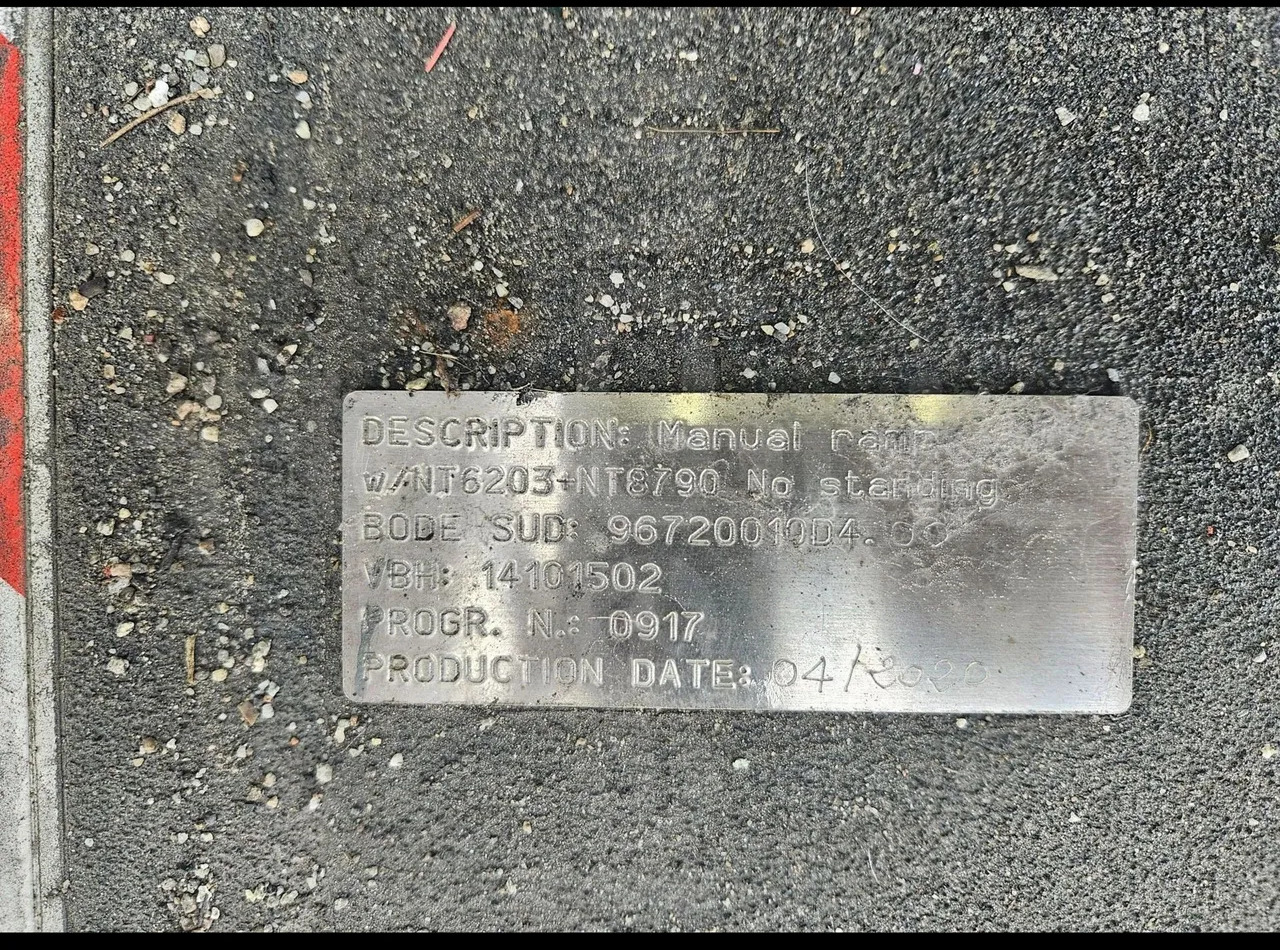 DESCRIPTION: Manual ramp
w/NT6203+NT8790 No standing
BODE SUD: 96720010D4.00
VBH: 14101502
PROGR. N.: 0917
PRODUCTION DATE: 04/2020